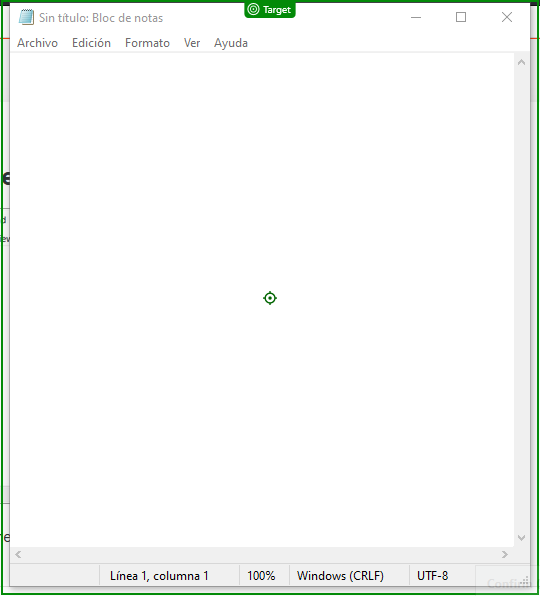 Target
Sin título: Bloc de notas
Archivo Edición Formato Ver Ayuda
Línea 1, columna 1 100% Windows (CRLF) UTF-8